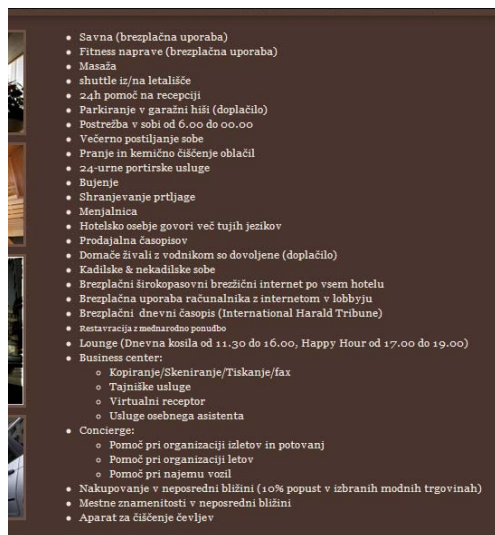 Savna (brezplačna uporaba)
Fitness naprave (brezplačna uporaba)
Masaža
shuttle iz/na letališče
24h pomoč na recepciji
Parkiranje v garažni hiši (doplačilo)
Postrežba v sobi od 6.00 do 00.00
Večerno postiljanje sobe
Pranje in kemično čiščenje oblačil
24-urne portirske usluge
Bujenje
Shranjevanje prtljage
Menjalnica
Hotelsko osebje govori več tujih jezikov
Prodajalna časopisov
Domače živali z vodnikom so dovoljene (doplačilo)
Kadilske & nekadilske sobe
Brezplačni širokopasovni brezžični internet po vsem hotelu
Brezplačna uporaba računalnika z internetom v lobbyju
Brezplačni dnevni časopis (International Harald Tribune)
Restavracija z mednarodno ponudbo
Lounge (Dnevna kosila od 11.30 do 16.00, Happy Hour od 17.00 do 19.00)
Business center:
Kopiranje/Skeniranje/Tiskanje/fax
Tajniške usluge
Virtualni receptor
Usluge osebnega asistenta
Concierge:
Pomoč pri organizaciji izletov in potovanj
Pomoč pri organizaciji letov
Pomoč pri najemu vozil
Nakupovanje v neposredni bližini (10% popust v izbranih modnih trgovinah)
Mestne znamenitosti v neposredni bližini
Aparat za čiščenje čevljev